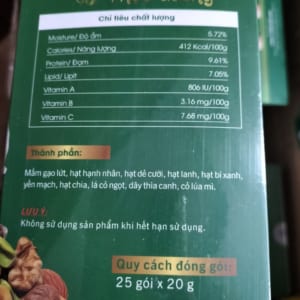 Chỉ tiêu chất lượng
Moisture/ Độ ẩm 5.72%
Calories/ Năng lượng 412 Kcal/100g
Protein/ Đạm 9.61%
Lipid/ Lipit 7.05%
Vitamin A 806 IU/100g
Vitamin B 3.16 mg/100g
Vitamin C 7.68 mg/100g
Thành phần:
Mầm gạo lứt, hạt hạnh nhân, hạt dẻ cười, hạt lanh, hạt bí xanh,
yến mạch, hạt chia, lá cỏ ngọt, dây thìa canh, cỏ lúa mì.
LƯU Ý:
Không sử dụng sản phẩm khi hết hạn sử dụng.
Quy cách đóng gói:
25 gói x 20 g